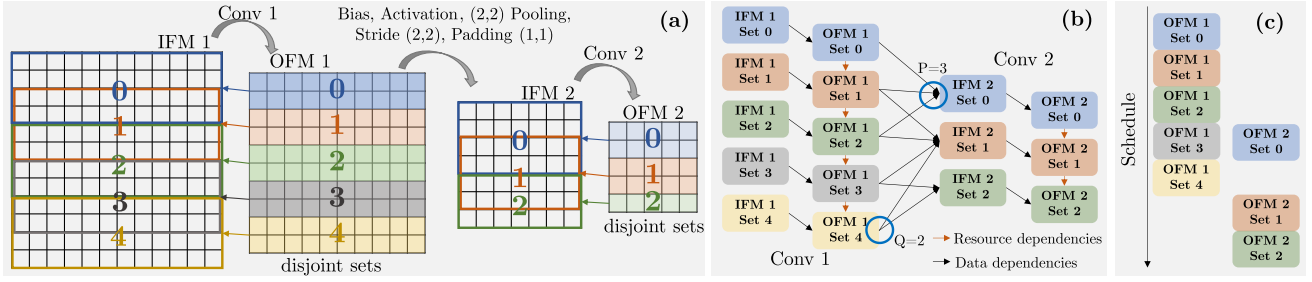 Conv 1
Bias, Activation, (2,2) Pooling,
Stride (2,2), Padding (1,1)
(a)
IFM 1
OFM 1
Conv 2
IFM 2
OFM 2
0
1
2
3
4
0
1
2
3
4
0
1
2
0
1
2
disjoint sets
disjoint sets
(b)
IFM 1
Set 0
IFM 1
Set 1
IFM 1
Set 2
IFM 1
Set 3
IFM 1
Set 4
OFM 1
Set 0
OFM 1
Set 1
OFM 1
Set 2
OFM 1
Set 3
OFM 1
Set 4
Conv 1
P=3
Q=2
Conv 2
IFM 2
Set 0
IFM 2
Set 1
IFM 2
Set 2
OFM 2
Set 0
OFM 2
Set 1
OFM 2
Set 2
Resource dependencies
Data dependencies
(c)
Schedule
OFM 1
Set 0
OFM 1
Set 1
OFM 1
Set 2
OFM 1
Set 3
OFM 1
Set 4
OFM 2
Set 0
OFM 2
Set 1
OFM 2
Set 2